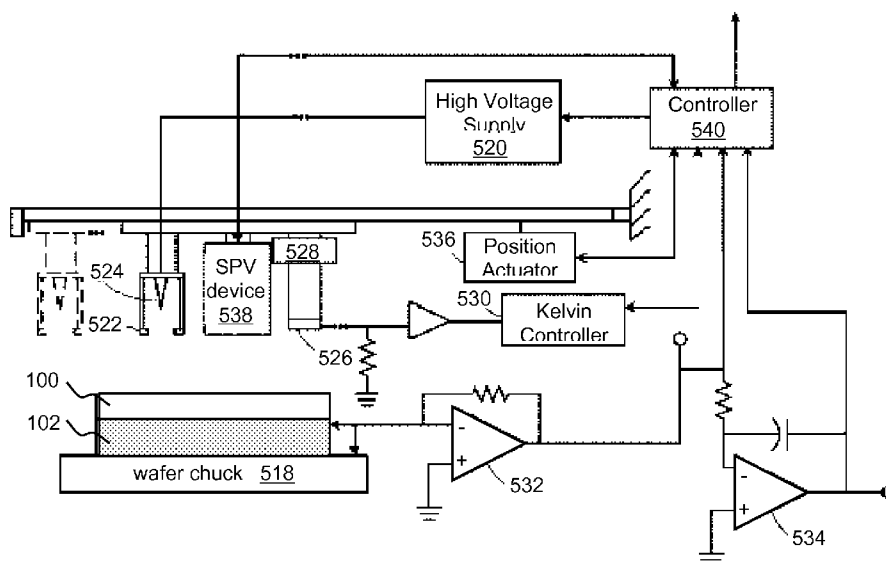 High Voltage
Supply
520
Controller
540
524
522
SPV
device
538
528
536
Position
Actuator
530
Kelvin
Controller
526
100
102
wafer chuck 518
-
+
532
-
+
534